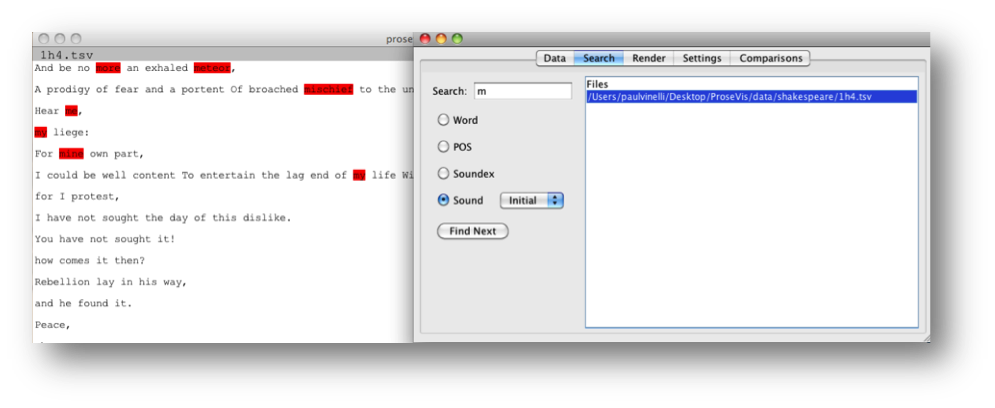 prose
1h4.tsv
And be no more an exhaled meteor,
A prodigy of fear and a portent Of broached mischief to the un
Hear me,
my liege:
For mine own part,
I could be well content To entertain the lag end of my life Wi
for I protest,
I have not sought the day of this dislike.
You have not sought it!
how comes it then?
Rebellion lay in his way,
and he found it.
Peace,
Data Search Render Settings Comparisons
Search: m
Word
POS
Soundex
Sound Initial
Find Next
Files
/Users/paulvinelli/Desktop/ProseVis/data/shakespeare/1h4.tsv